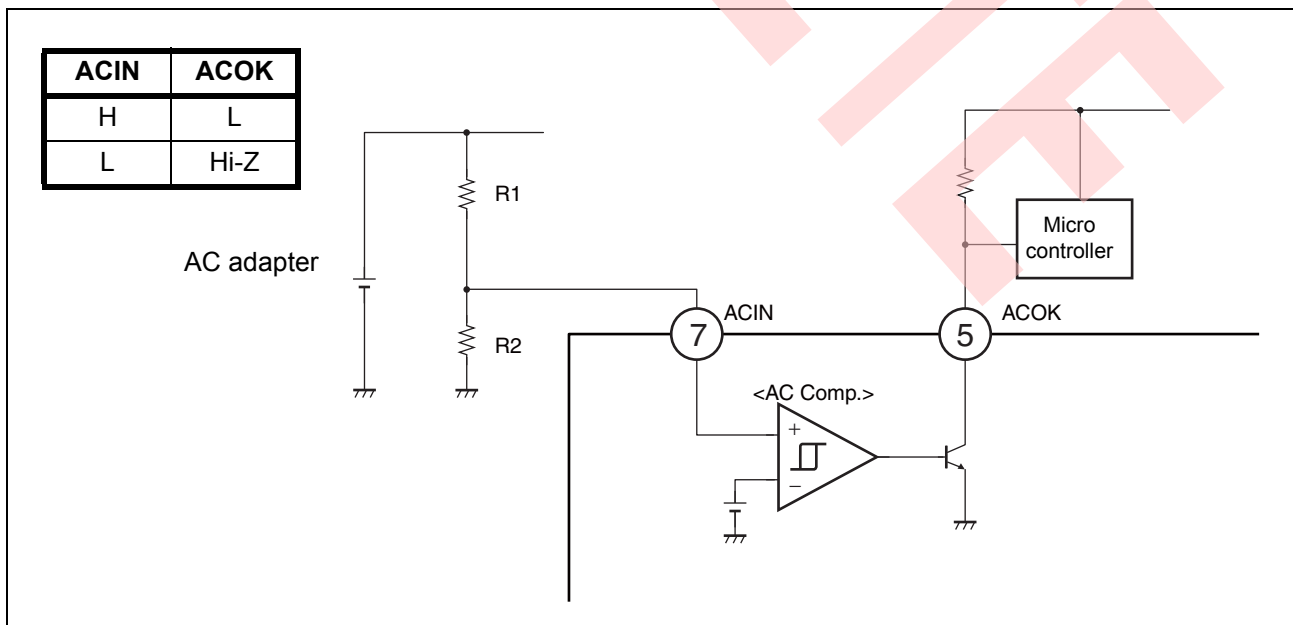 ACIN ACOK
H L
L Hi-Z
R1
Micro
controller
AC adapter
ACIN
ACOK
7
5
R2
<AC Comp.>
+
−